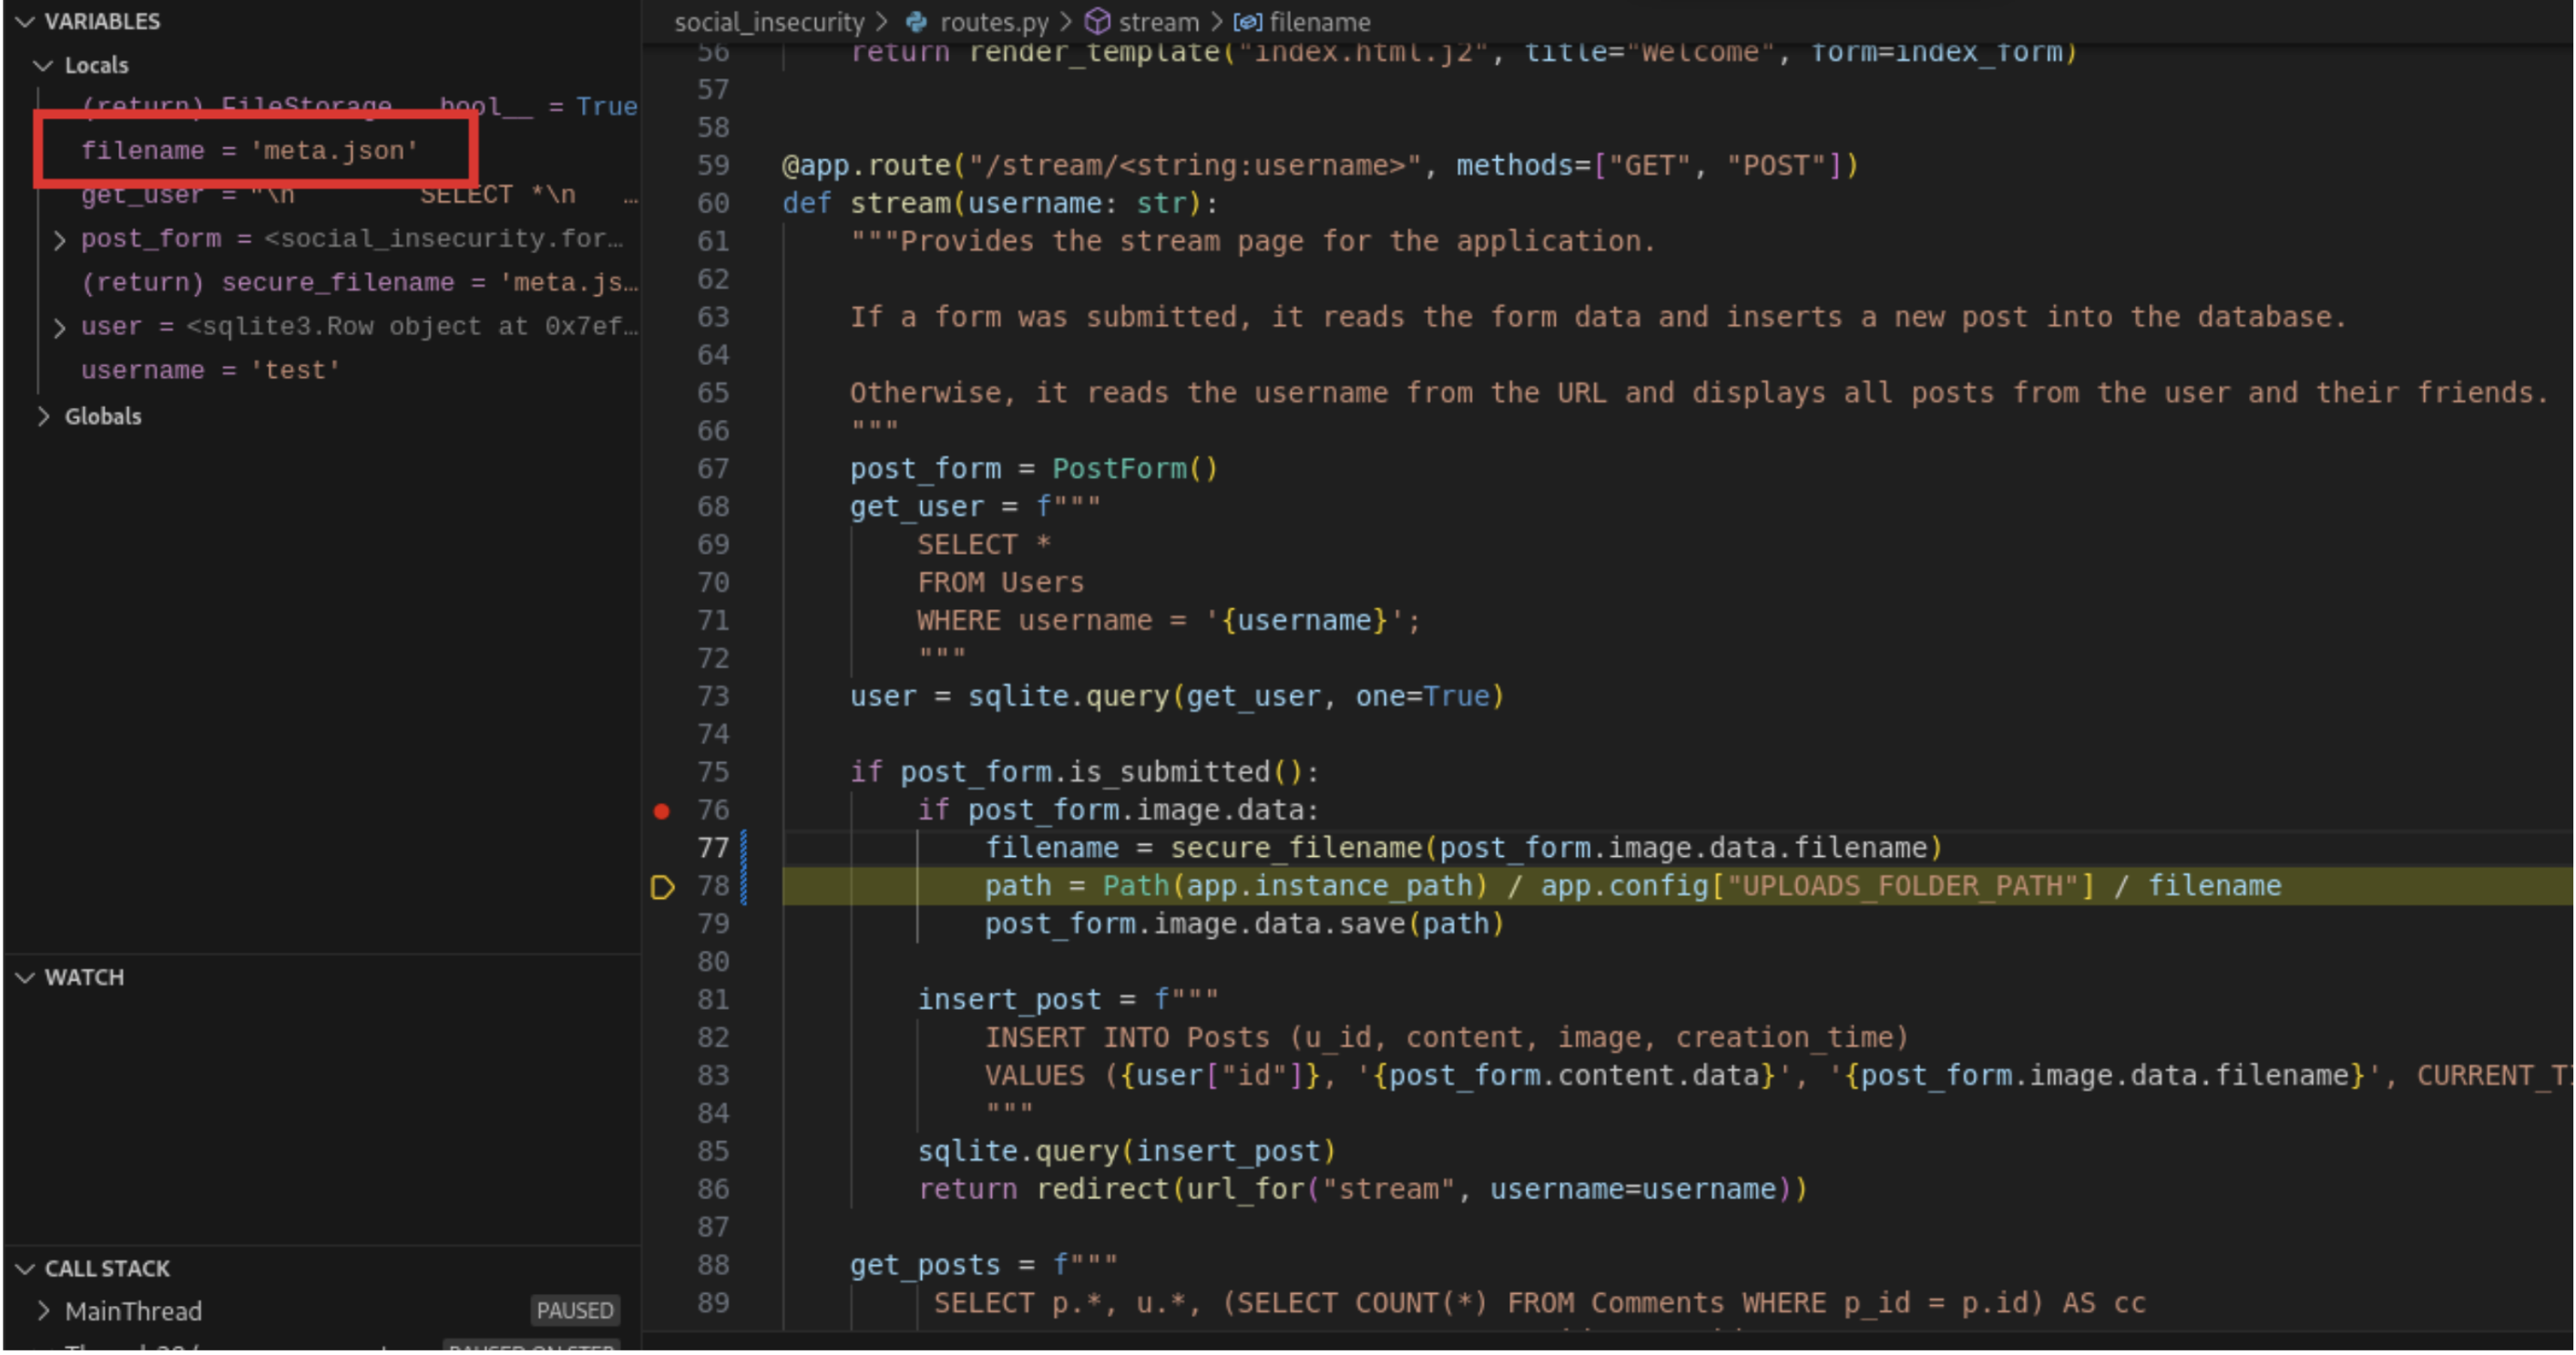 VARIABLES
Locals
(return) FileStorage.__bool__ = True
filename = 'meta.json'
get_user = "\n        SELECT *\n   …
post_form = <social_insecurity.for…
(return) secure_filename = 'meta.js…
user = <sqlite3.Row object at 0x7ef…
username = 'test'
Globals
WATCH
CALL STACK
MainThread PAUSED
PAUSED ON STEP
social_insecurity > routes.py > stream > filename
56     return render_template("index.html.j2", title="Welcome", form=index_form)
57
58
59 @app.route("/stream/<string:username>", methods=["GET", "POST"])
60 def stream(username: str):
61     """Provides the stream page for the application.
62
63     If a form was submitted, it reads the form data and inserts a new post into the database.
64
65     Otherwise, it reads the username from the URL and displays all posts from the user and their friends.
66     """
67     post_form = PostForm()
68     get_user = f"""
69         SELECT *
70         FROM Users
71         WHERE username = '{username}';
72         """
73     user = sqlite.query(get_user, one=True)
74
75     if post_form.is_submitted():
76         if post_form.image.data:
77             filename = secure_filename(post_form.image.data.filename)
78             path = Path(app.instance_path) / app.config["UPLOADS_FOLDER_PATH"] / filename
79             post_form.image.data.save(path)
80
81         insert_post = f"""
82             INSERT INTO Posts (u_id, content, image, creation_time)
83             VALUES ({user["id"]}, '{post_form.content.data}', '{post_form.image.data.filename}', CURRENT_T
84             """
85         sqlite.query(insert_post)
86         return redirect(url_for("stream", username=username))
87
88     get_posts = f"""
89          SELECT p.*, u.*, (SELECT COUNT(*) FROM Comments WHERE p_id = p.id) AS cc